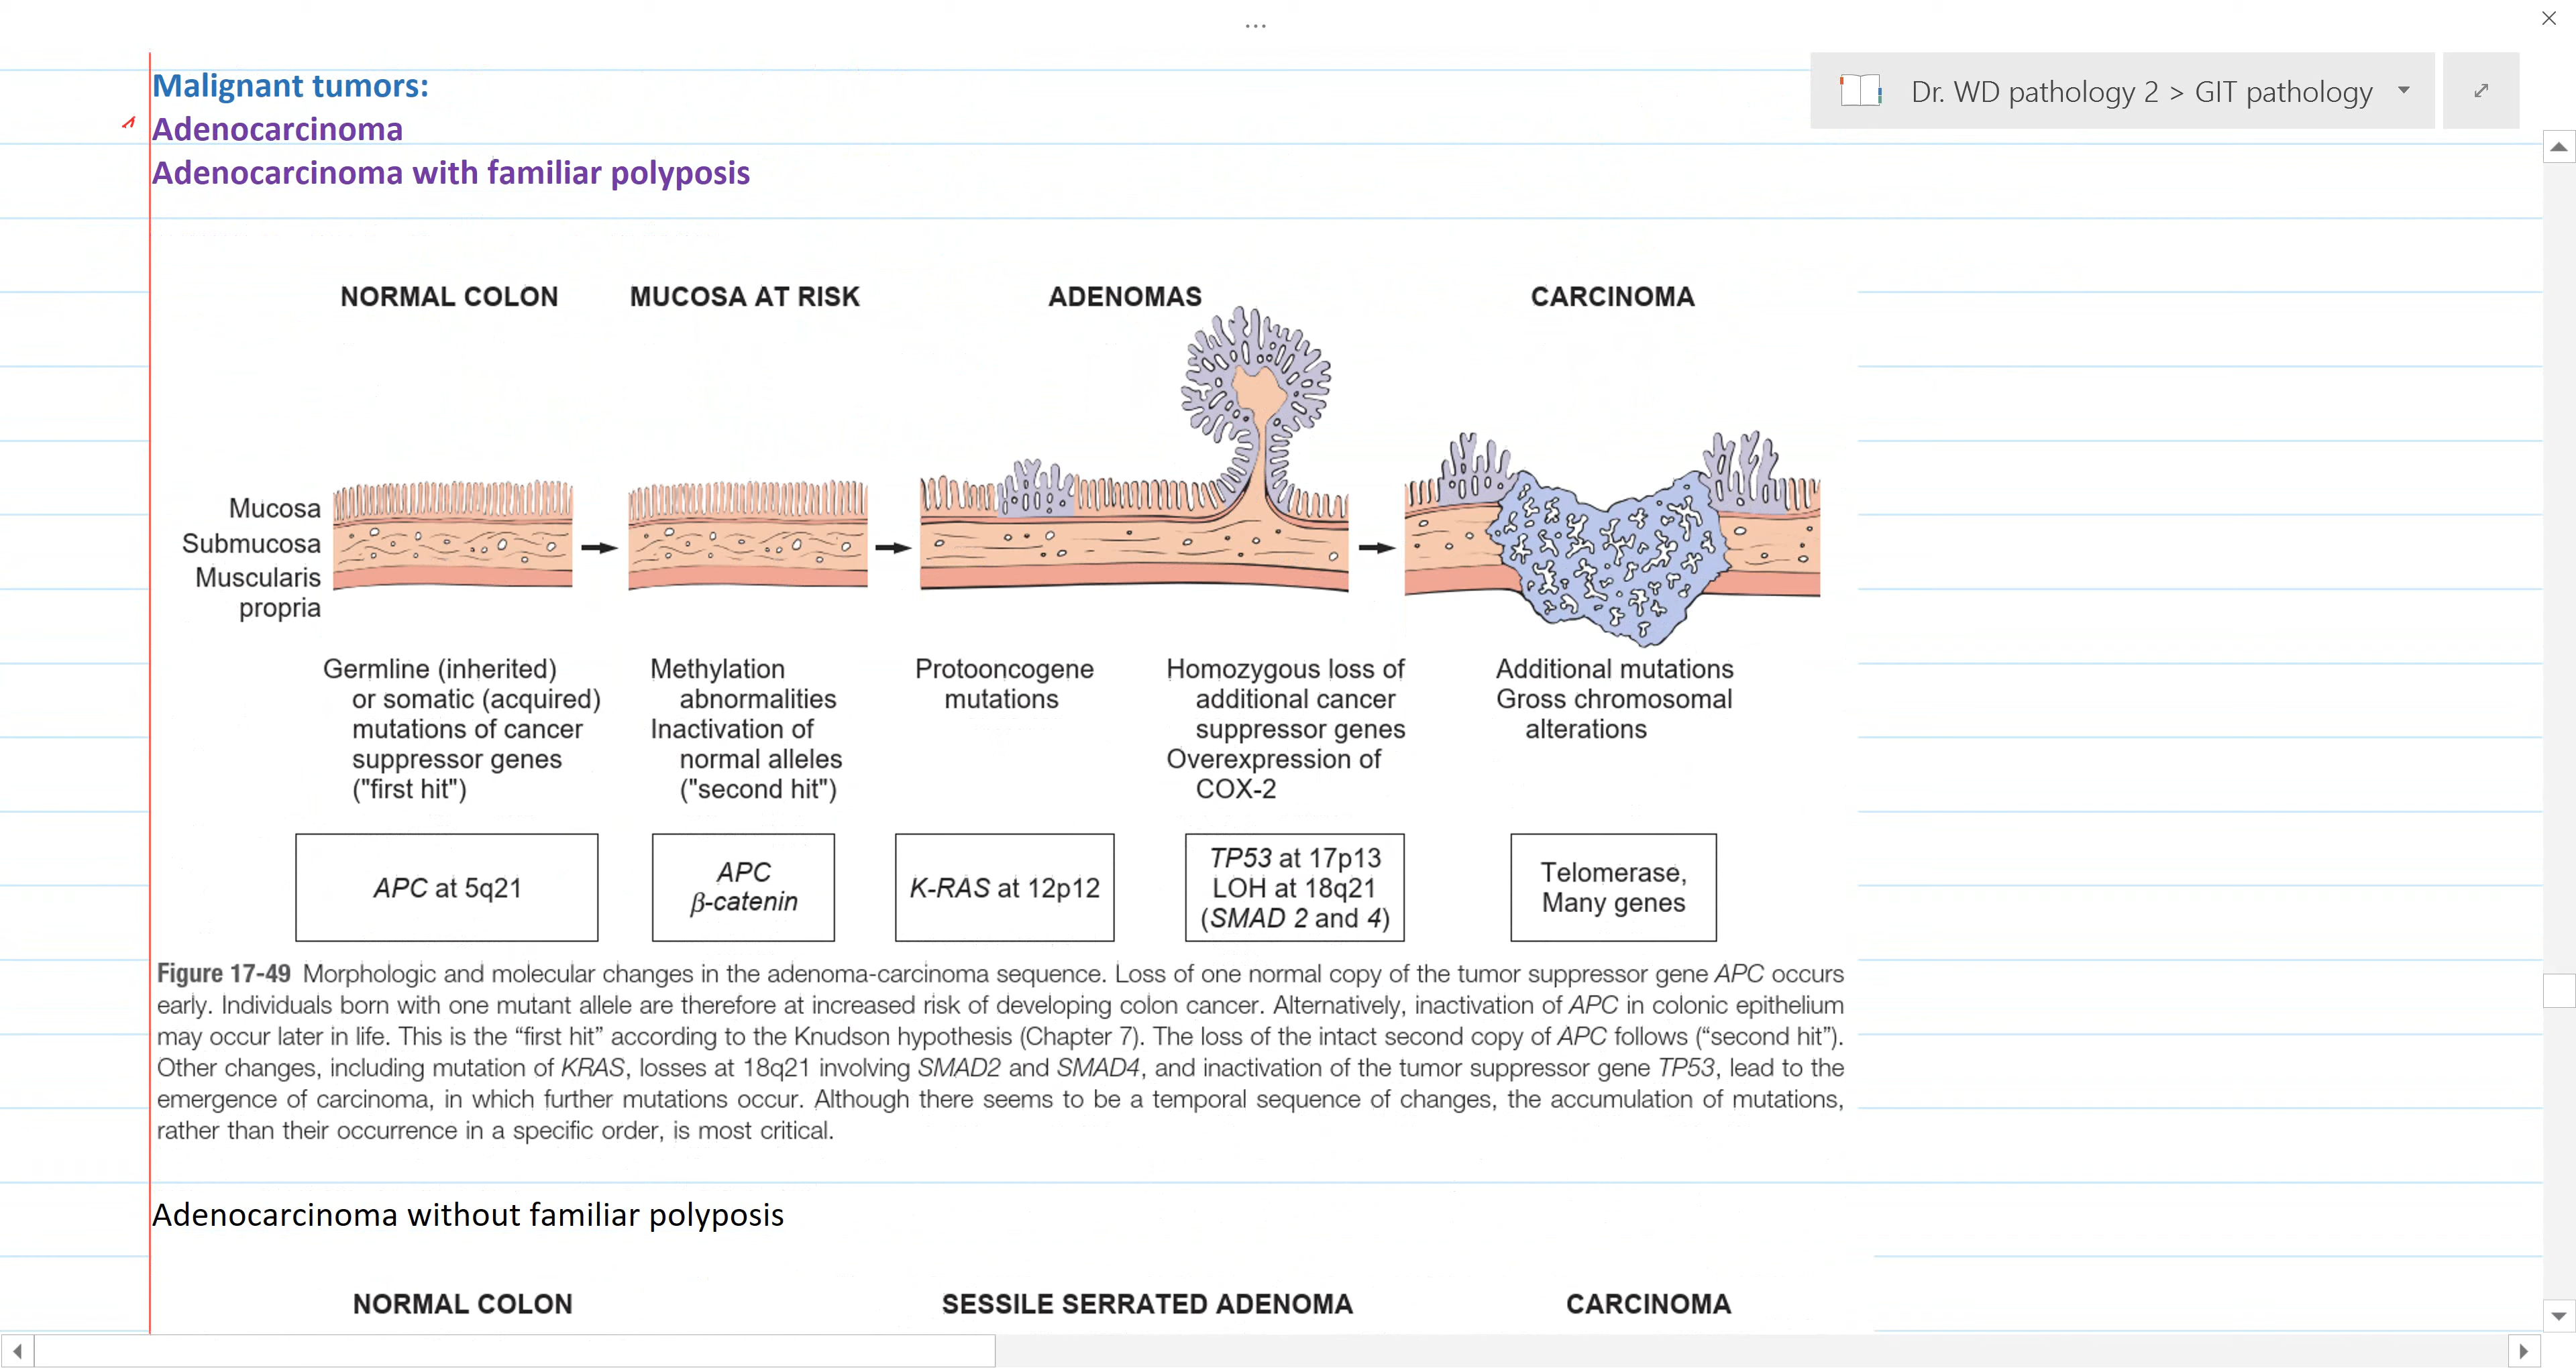 Dr. WD pathology 2 > GIT pathology
Malignant tumors:
Adenocarcinoma
Adenocarcinoma with familiar polyposis
NORMAL COLON
MUCOSA AT RISK
ADENOMAS
CARCINOMA
Mucosa
Submucosa
Muscularis
propria
Germline (inherited)
or somatic (acquired)
mutations of cancer
suppressor genes
("first hit")
Methylation
abnormalities
Inactivation of
normal alleles
("second hit")
Protooncogene
mutations
Homozygous loss of
additional cancer
suppressor genes
Overexpression of
COX-2
Additional mutations
Gross chromosomal
alterations
APC at 5q21
APC
β-catenin
K-RAS at 12p12
TP53 at 17p13
LOH at 18q21
(SMAD 2 and 4)
Telomerase,
Many genes
Figure 17-49 Morphologic and molecular changes in the adenoma-carcinoma sequence. Loss of one normal copy of the tumor suppressor gene APC occurs
early. Individuals born with one mutant allele are therefore at increased risk of developing colon cancer. Alternatively, inactivation of APC in colonic epithelium
may occur later in life. This is the “first hit” according to the Knudson hypothesis (Chapter 7). The loss of the intact second copy of APC follows (“second hit”).
Other changes, including mutation of KRAS, losses at 18q21 involving SMAD2 and SMAD4, and inactivation of the tumor suppressor gene TP53, lead to the
emergence of carcinoma, in which further mutations occur. Although there seems to be a temporal sequence of changes, the accumulation of mutations,
rather than their occurrence in a specific order, is most critical.
Adenocarcinoma without familiar polyposis
NORMAL COLON
SESSILE SERRATED ADENOMA
CARCINOMA